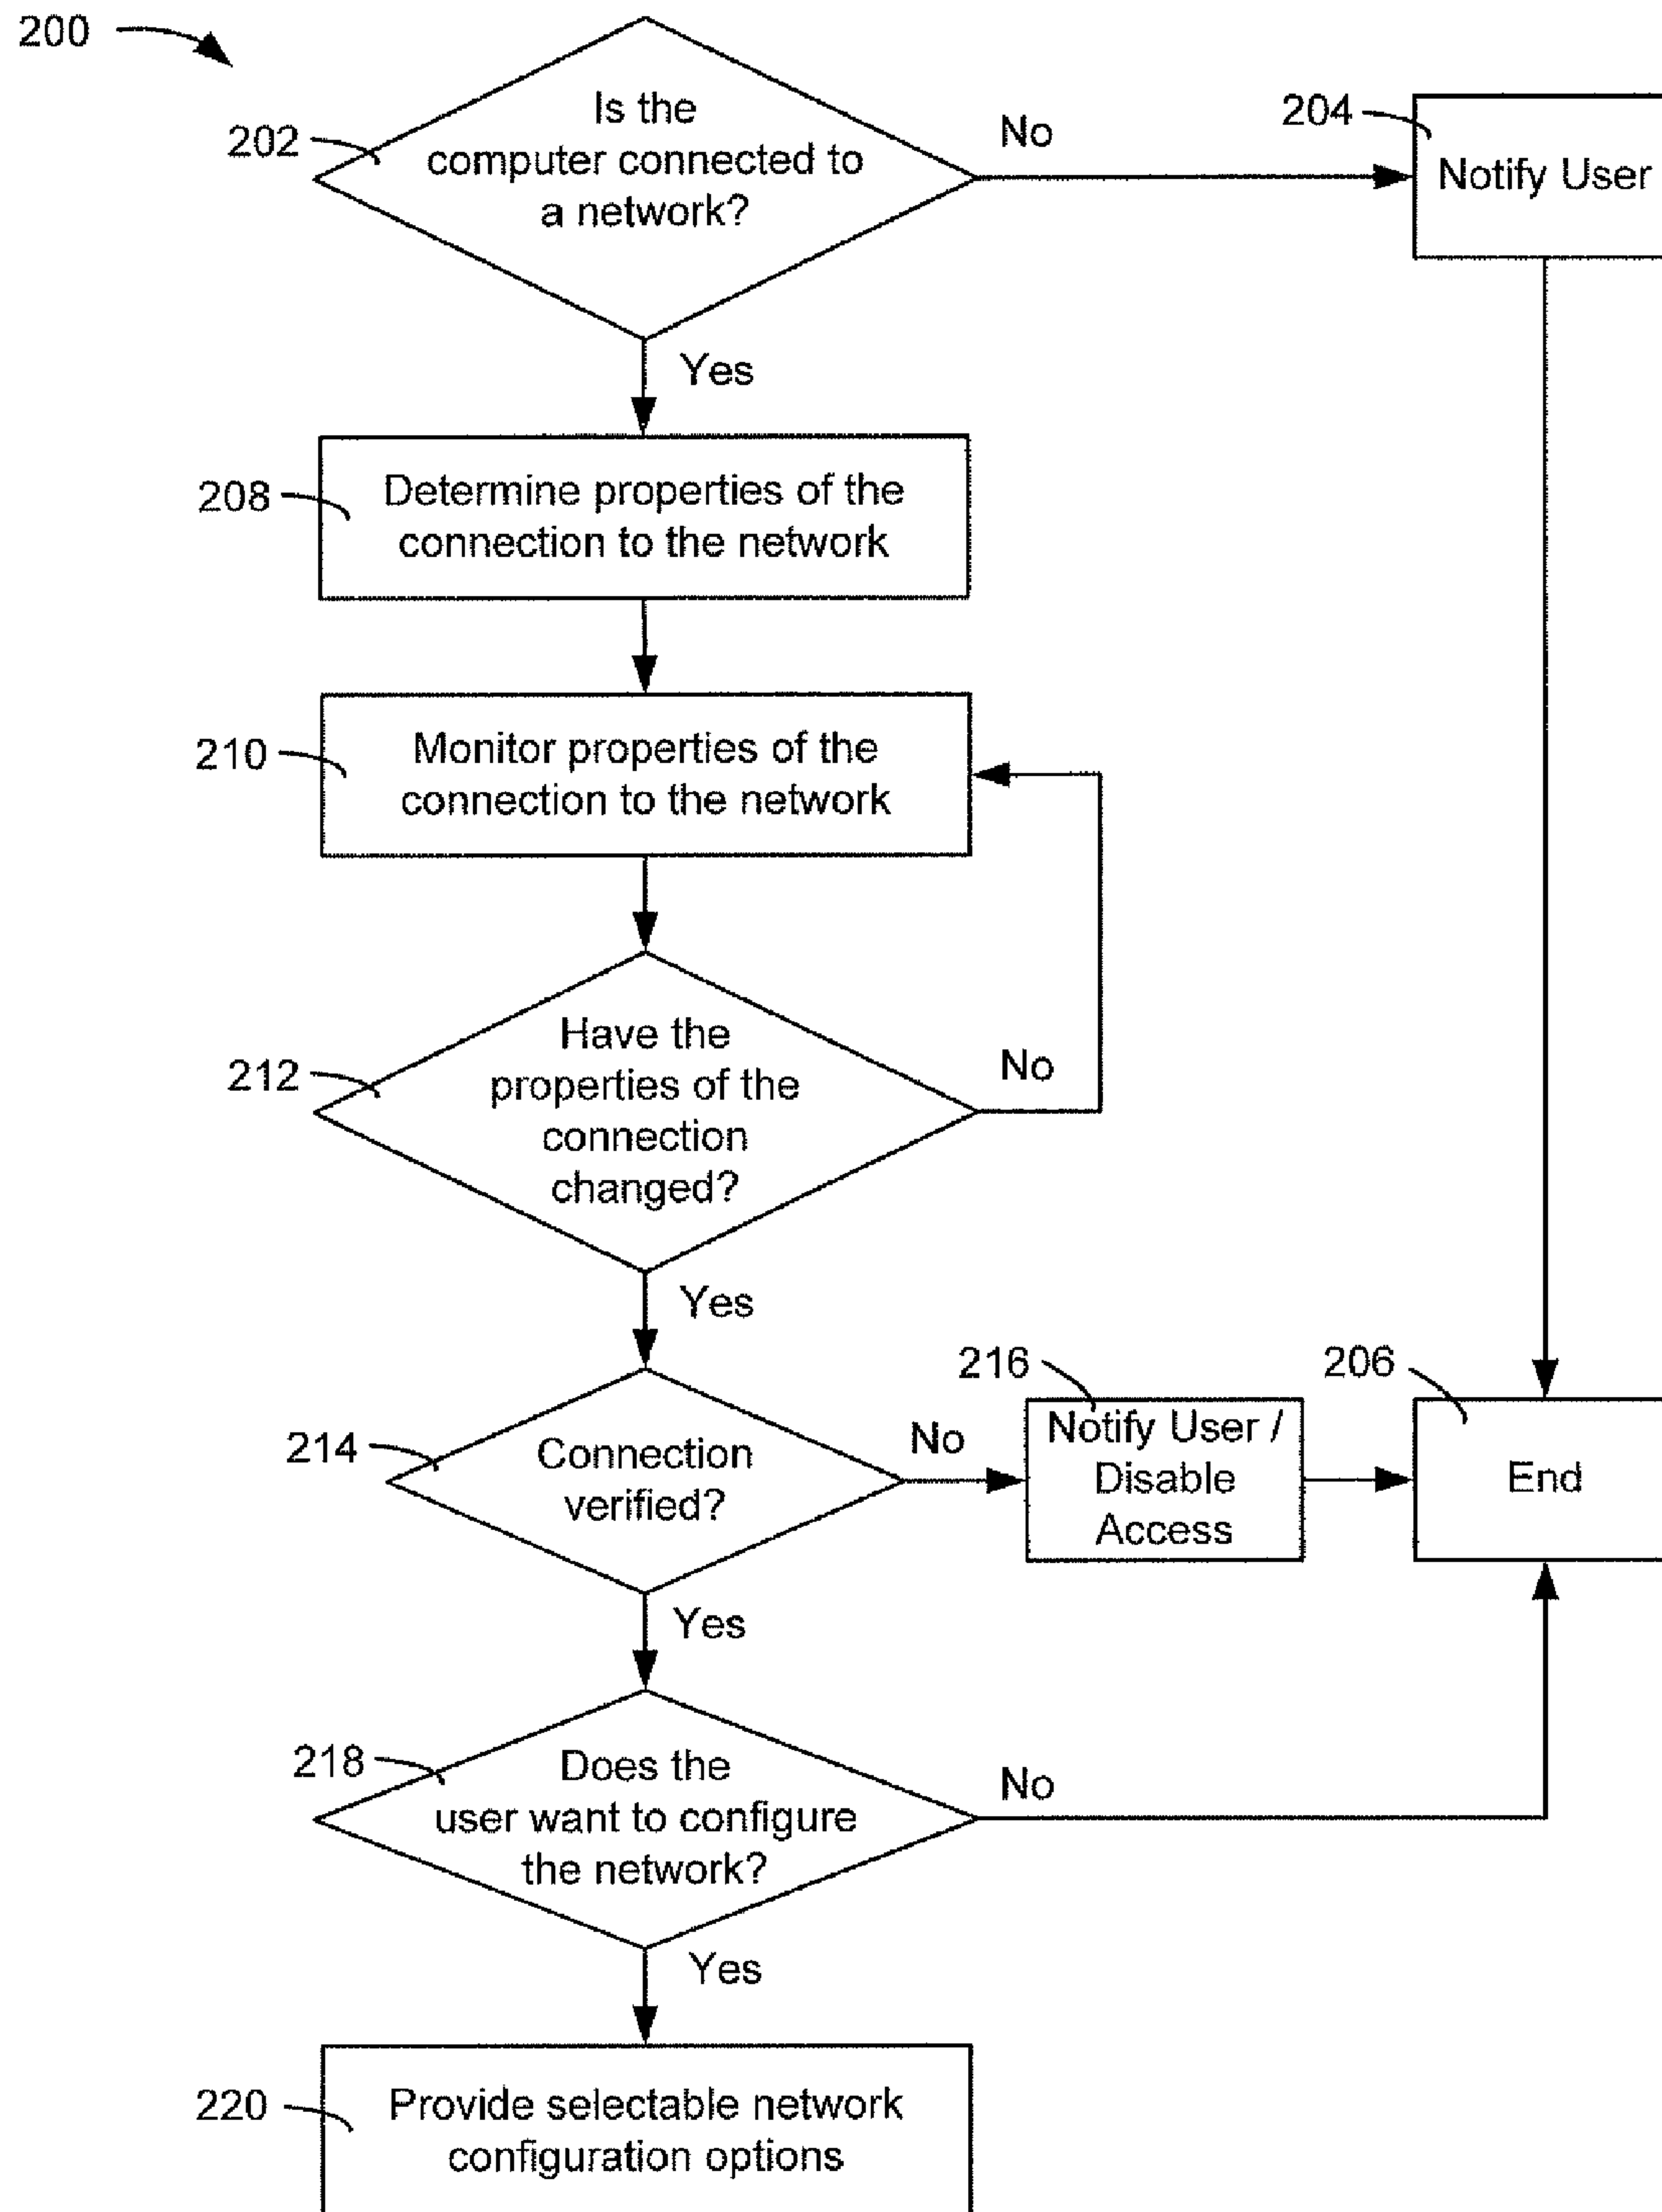 200
202
Is the
computer connected to
a network?
No
204
Notify User
Yes
208
Determine properties of the
connection to the network
210
Monitor properties of the
connection to the network
212
Have the
properties of the
connection
changed?
No
Yes
214
Connection
verified?
No
216
Notify User /
Disable
Access
206
End
Yes
218
Does the
user want to configure
the network?
No
Yes
220
Provide selectable network
configuration options